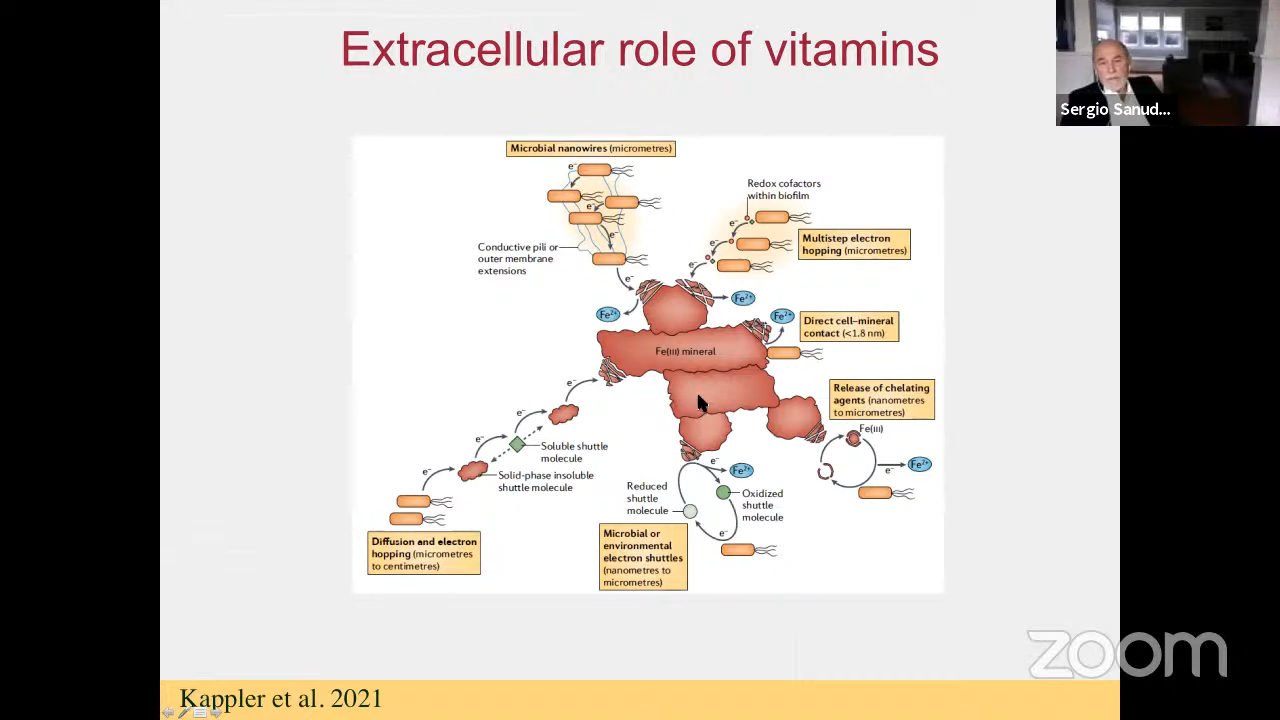 Extracellular role of vitamins
Sergio Sanud...
Microbial nanowires (micrometres)
e⁻
e⁻
e⁻
e⁻
Conductive pili or
outer membrane
extensions
Redox cofactors
within biofilm
e⁻
e⁻
e⁻
Multistep electron
hopping (micrometres)
Fe²⁺
Fe²⁺
Fe²⁺
Direct cell–mineral
contact (<1.8 nm)
Fe(III) mineral
Release of chelating
agents (nanometres
to micrometres)
Fe(III)
e⁻
Fe²⁺
e⁻
e⁻
e⁻
e⁻
Soluble shuttle
molecule
Solid-phase insoluble
shuttle molecule
Diffusion and electron
hopping (micrometres
to centimetres)
e⁻
Fe²⁺
Reduced
shuttle
molecule
Oxidized
shuttle
molecule
e⁻
Microbial or
environmental
electron shuttles
(nanometres to
micrometres)
zoom
Kappler et al. 2021